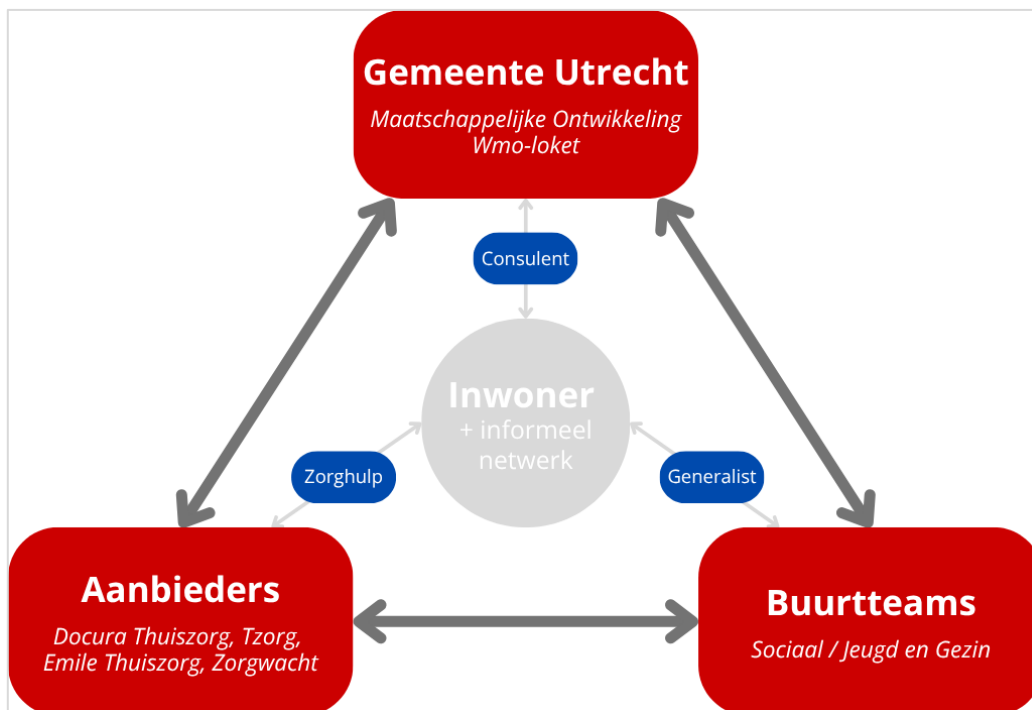 Gemeente Utrecht
Maatschappelijke Ontwikkeling
Wmo-loket
Consulent
Inwoner
+ informeel
netwerk
Zorghulp
Generalist
Aanbieders
Docura Thuiszorg, Tzorg,
Emile Thuiszorg, Zorgwacht
Buurtteams
Sociaal / Jeugd en Gezin